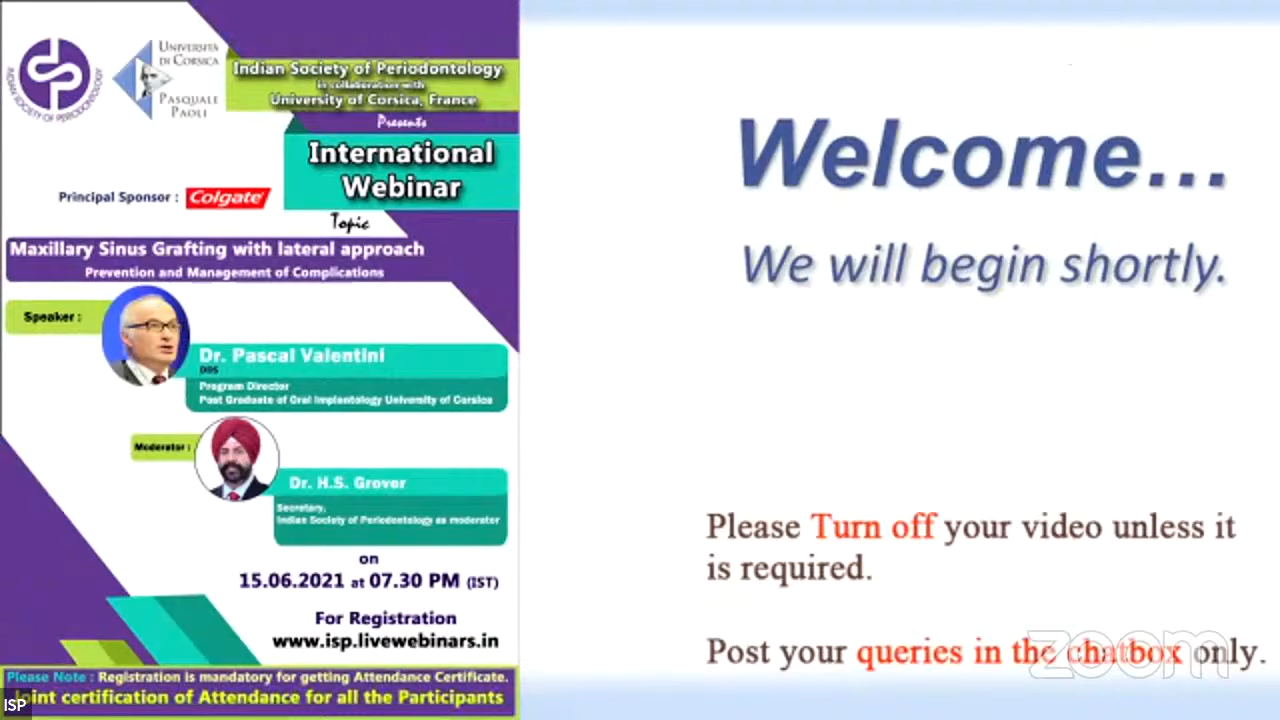 INDIAN SOCIETY OF PERIODONTOLOGY
UNIVERSITÀ
DI CORSICA
PASQUALE
PAOLI
Indian Society of Periodontology
in collaboration with
University of Corsica, France
Presents
International
Webinar
Principal Sponsor : Colgate
Topic
Maxillary Sinus Grafting with lateral approach
Prevention and Management of Complications
Speaker :
Dr. Pascal Valentini
DDS
Program Director
Post Graduate of Oral Implantology University of Corsica
Moderator :
Dr. H.S. Grover
Secretary,
Indian Society of Periodontology as moderator
on
15.06.2021 at 07.30 PM (IST)
For Registration
www.isp.livewebinars.in
Please Note : Registration is mandatory for getting Attendance Certificate.
Joint certification of Attendance for all the Participants
ISP
Welcome...
We will begin shortly.
Please Turn off your video unless it
is required.
Post your queries in the chatbox only.
zoom